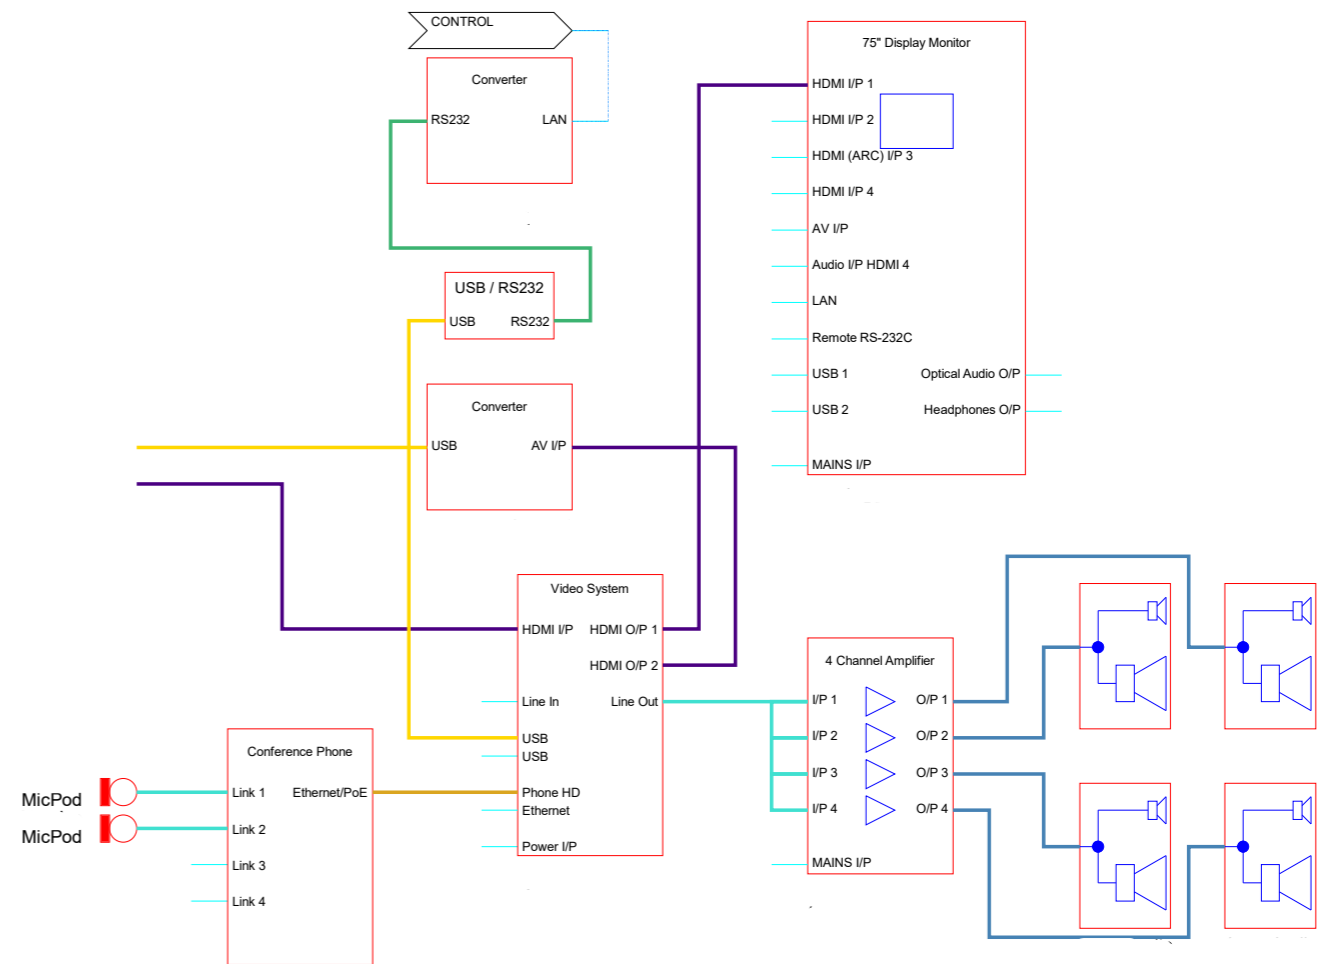 CONTROL
Converter
RS232 LAN
USB / RS232
USB RS232
Converter
USB AV I/P
75" Display Monitor
HDMI I/P 1
HDMI I/P 2
HDMI (ARC) I/P 3
HDMI I/P 4
AV I/P
Audio I/P HDMI 4
LAN
Remote RS-232C
USB 1 Optical Audio O/P
USB 2 Headphones O/P
MAINS I/P
Video System
HDMI I/P HDMI O/P 1
HDMI O/P 2
Line In Line Out
USB
USB
Phone HD
Ethernet
Power I/P
4 Channel Amplifier
I/P 1 O/P 1
I/P 2 O/P 2
I/P 3 O/P 3
I/P 4 O/P 4
MAINS I/P
Conference Phone
MicPod Link 1 Ethernet/PoE
MicPod Link 2
Link 3
Link 4